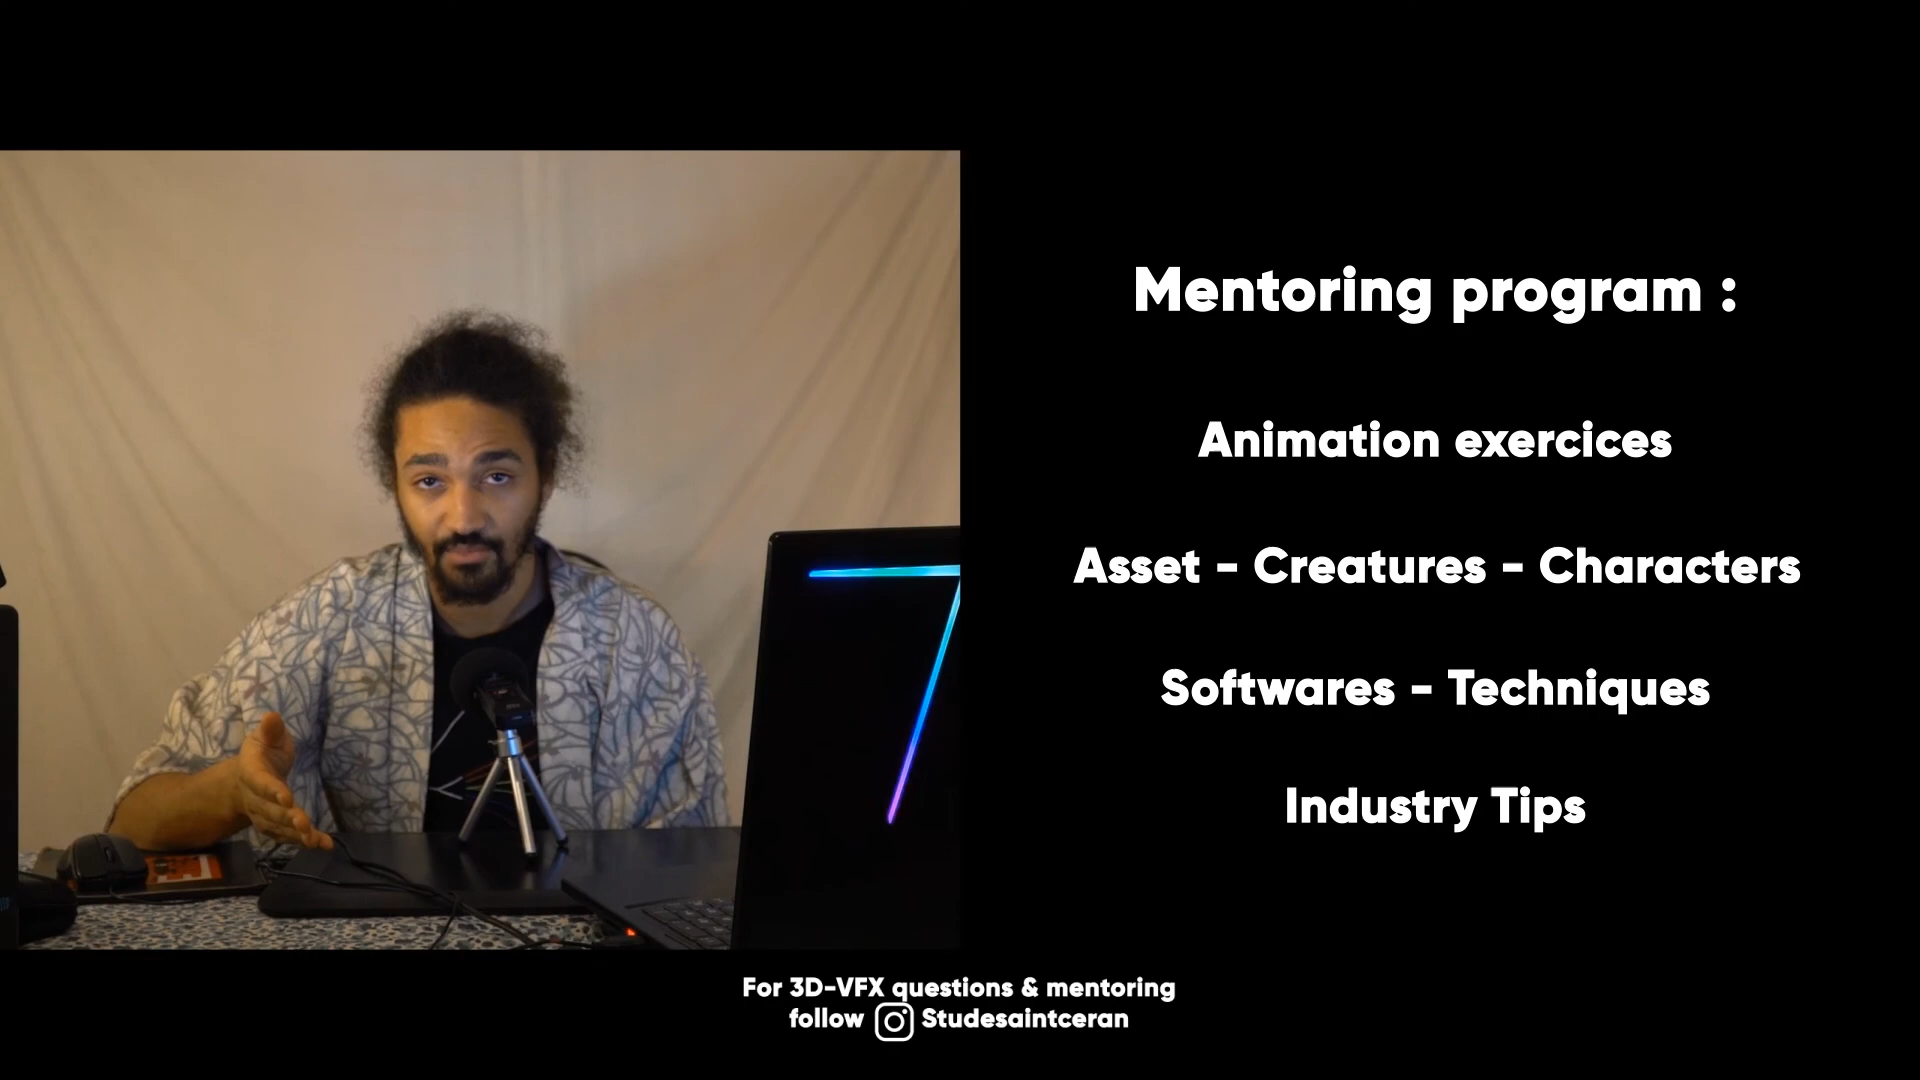 Mentoring program :
Animation exercices
Asset - Creatures - Characters
Softwares - Techniques
Industry Tips
For 3D-VFX questions & mentoring
follow Studesaintceran